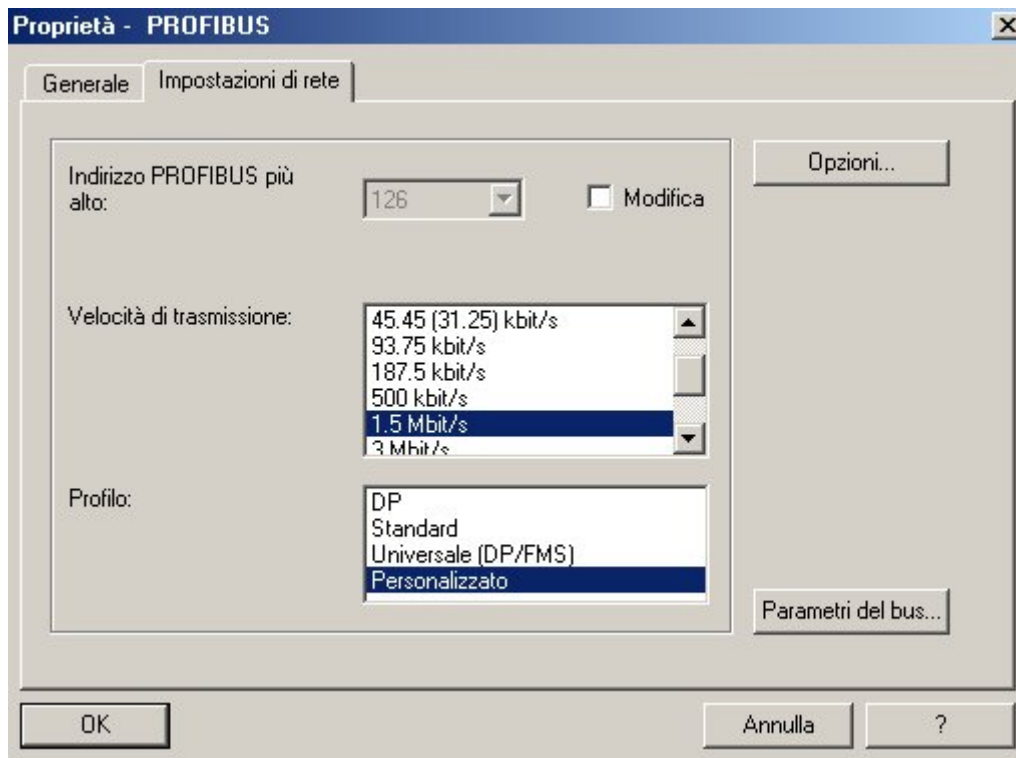 Proprietà - PROFIBUS
Generale
Impostazioni di rete
Indirizzo PROFIBUS più
alto:
126
Modifica
Opzioni...
Velocità di trasmissione:
45.45 (31.25) kbit/s
93.75 kbit/s
187.5 kbit/s
500 kbit/s
1.5 Mbit/s
3 Mbit/s
Profilo:
DP
Standard
Universale (DP/FMS)
Personalizzato
Parametri del bus...
OK
Annulla
?